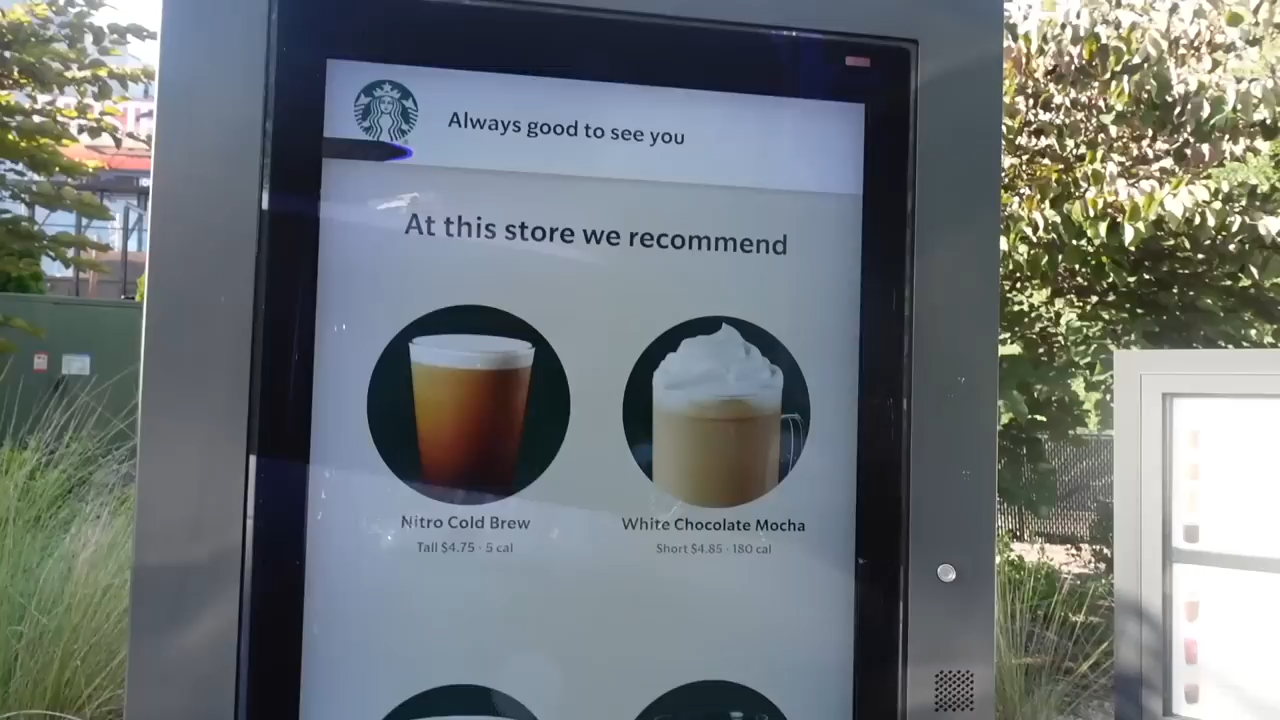 Always good to see you
At this store we recommend
Nitro Cold Brew
Tall $4.75 · 5 cal
White Chocolate Mocha
Short $4.85 · 180 cal